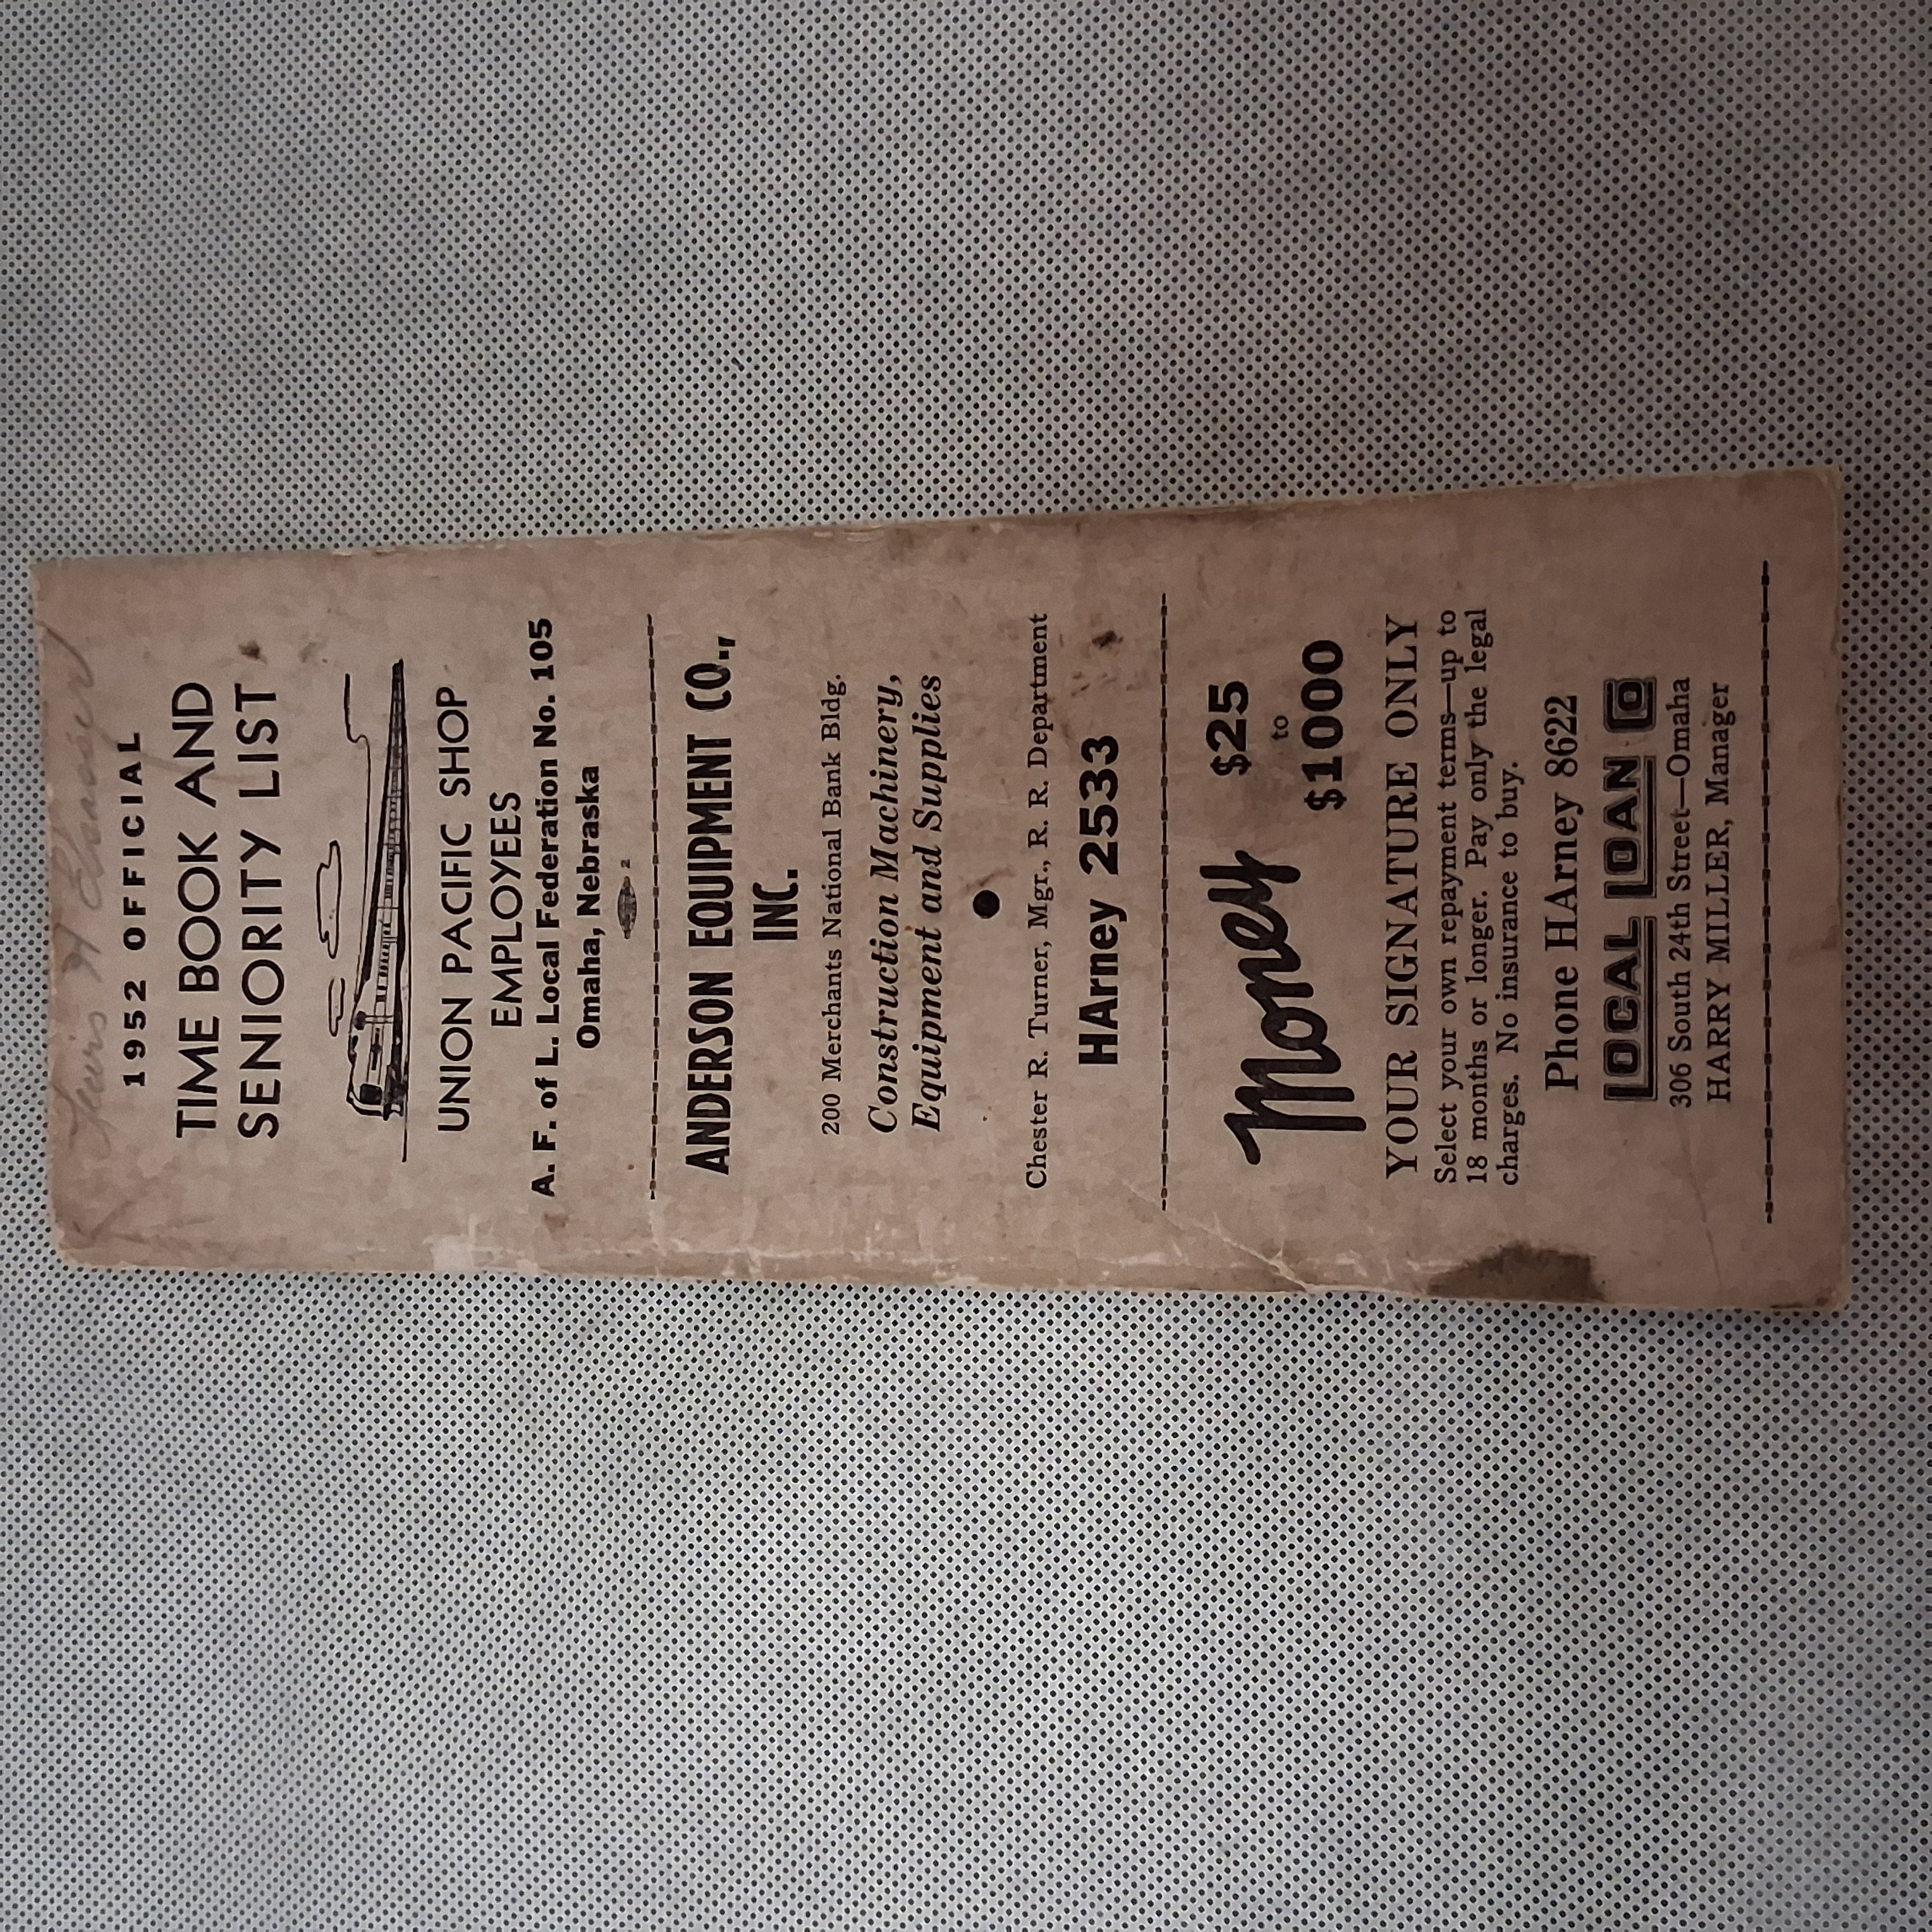 1952 OFFICIAL
TIME BOOK AND
SENIORITY LIST
UNION PACIFIC SHOP
EMPLOYEES
A. F. of L. Local Federation No. 105
Omaha, Nebraska
2
ANDERSON EQUIPMENT CO.,
INC.
200 Merchants National Bank Bldg.
Construction Machinery,
Equipment and Supplies
Chester R. Turner, Mgr., R. R. Department
HArney 2533
Money $25
to
$1000
YOUR SIGNATURE ONLY
Select your own repayment terms—up to
18 months or longer. Pay only the legal
charges. No insurance to buy.
Phone HArney 8622
LOCAL LOAN CO
306 South 24th Street—Omaha
HARRY MILLER, Manager